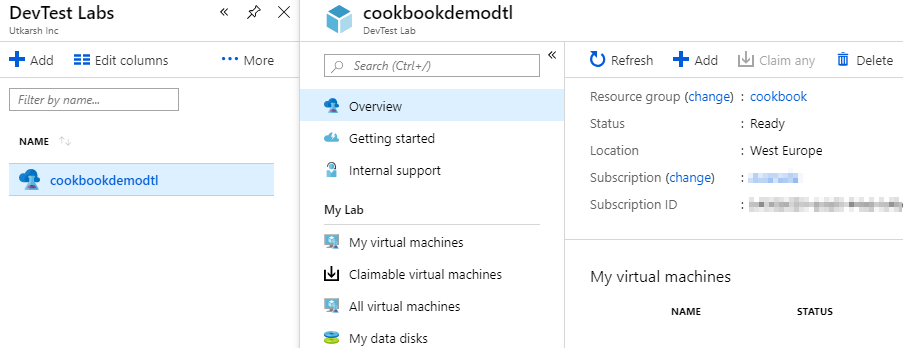 DevTest Labs
Utkarsh Inc
Add
Edit columns
More
Filter by name...
NAME
cookbookdemodtl
cookbookdemodtl
DevTest Lab
Search (Ctrl+/)
Overview
Getting started
Internal support
My Lab
My virtual machines
Claimable virtual machines
All virtual machines
My data disks
Refresh
Add
Claim any
Delete
Resource group (change) : cookbook
Status : Ready
Location : West Europe
Subscription (change) :
Subscription ID :
My virtual machines
NAME STATUS